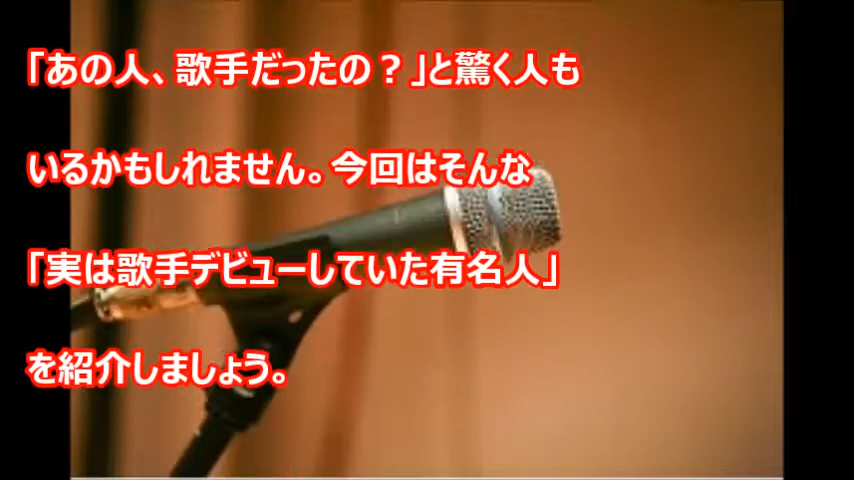 「あの人、歌手だったの？」と驚く人も
いるかもしれません。今回はそんな
「実は歌手デビューしていた有名人」
を紹介しましょう。